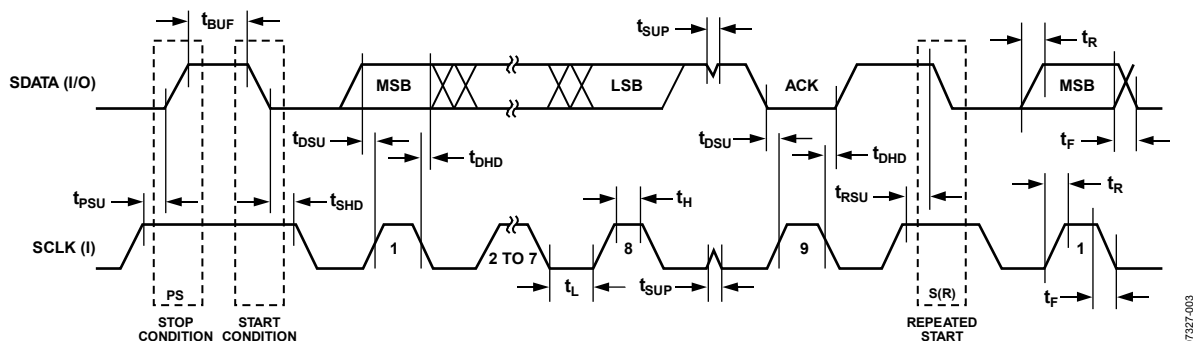 tBUF
tSUP
tR
SDATA (I/O)
MSB
LSB
ACK
MSB
tDSU
tDHD
tDSU
tDHD
tF
tPSU
tSHD
tH
tRSU
tR
SCLK (I)
1
2 TO 7
8
9
1
PS
tL
tSUP
S(R)
tF
STOP
CONDITION
START
CONDITION
REPEATED
START
07327-003